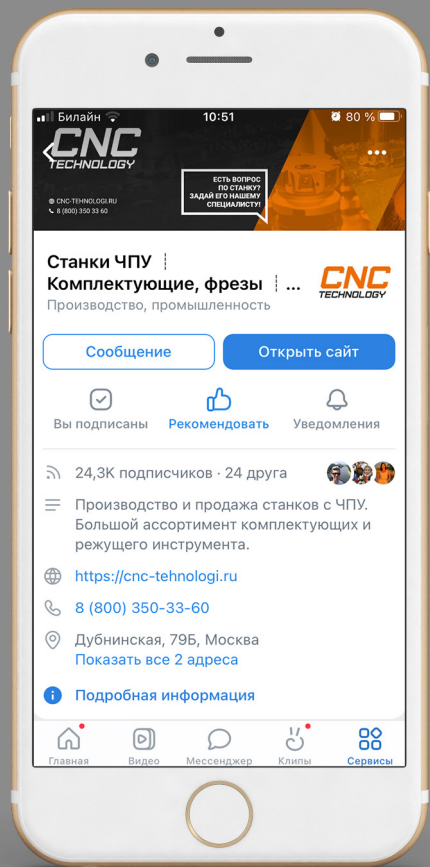 Билайн
10:51
80 %
CNC
TECHNOLOGY
CNC-TEHNOLOGI.RU
8 (800) 350 33 60
ЕСТЬ ВОПРОС
ПО СТАНКУ?
ЗАДАЙ ЕГО НАШЕМУ
СПЕЦИАЛИСТУ!
Станки ЧПУ ┆
Комплектующие, фрезы ┆ ...
CNC
TECHNOLOGY
Производство, промышленность
Сообщение
Открыть сайт
Вы подписаны
Рекомендовать
Уведомления
24,3K подписчиков · 24 друга
Производство и продажа станков с ЧПУ.
Большой ассортимент комплектующих и
режущего инструмента.
https://cnc-tehnologi.ru
8 (800) 350-33-60
Дубнинская, 79Б, Москва
Показать все 2 адреса
Подробная информация
Главная
Видео
Мессенджер
Клипы
Сервисы